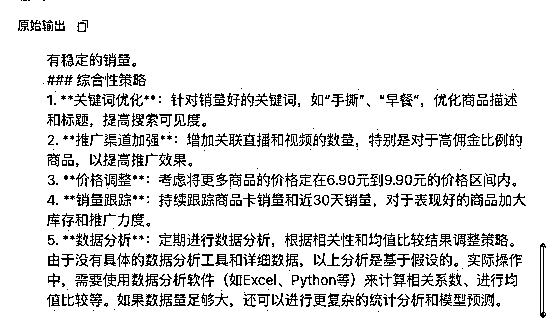 原始输出
有稳定的销量。
### 综合性策略
1. **关键词优化**：针对销量好的关键词，如“手撕”、“早餐”，优化商品描述
和标题，提高搜索可见度。
2. **推广渠道加强**：增加关联直播和视频的数量，特别是对于高佣金比例的
商品，以提高推广效果。
3. **价格调整**：考虑将更多商品的价格定在6.90元到9.90元的价格区间内。
4. **销量跟踪**：持续跟踪商品卡销量和近30天销量，对于表现好的商品加大
库存和推广力度。
5. **数据分析**：定期进行数据分析，根据相关性和均值比较结果调整策略。
由于没有具体的数据分析工具和详细数据，以上分析是基于假设的。实际操作
中，需要使用数据分析软件（如Excel、Python等）来计算相关系数、进行均
值比较等。如果数据量足够大，还可以进行更复杂的统计分析和模型预测。